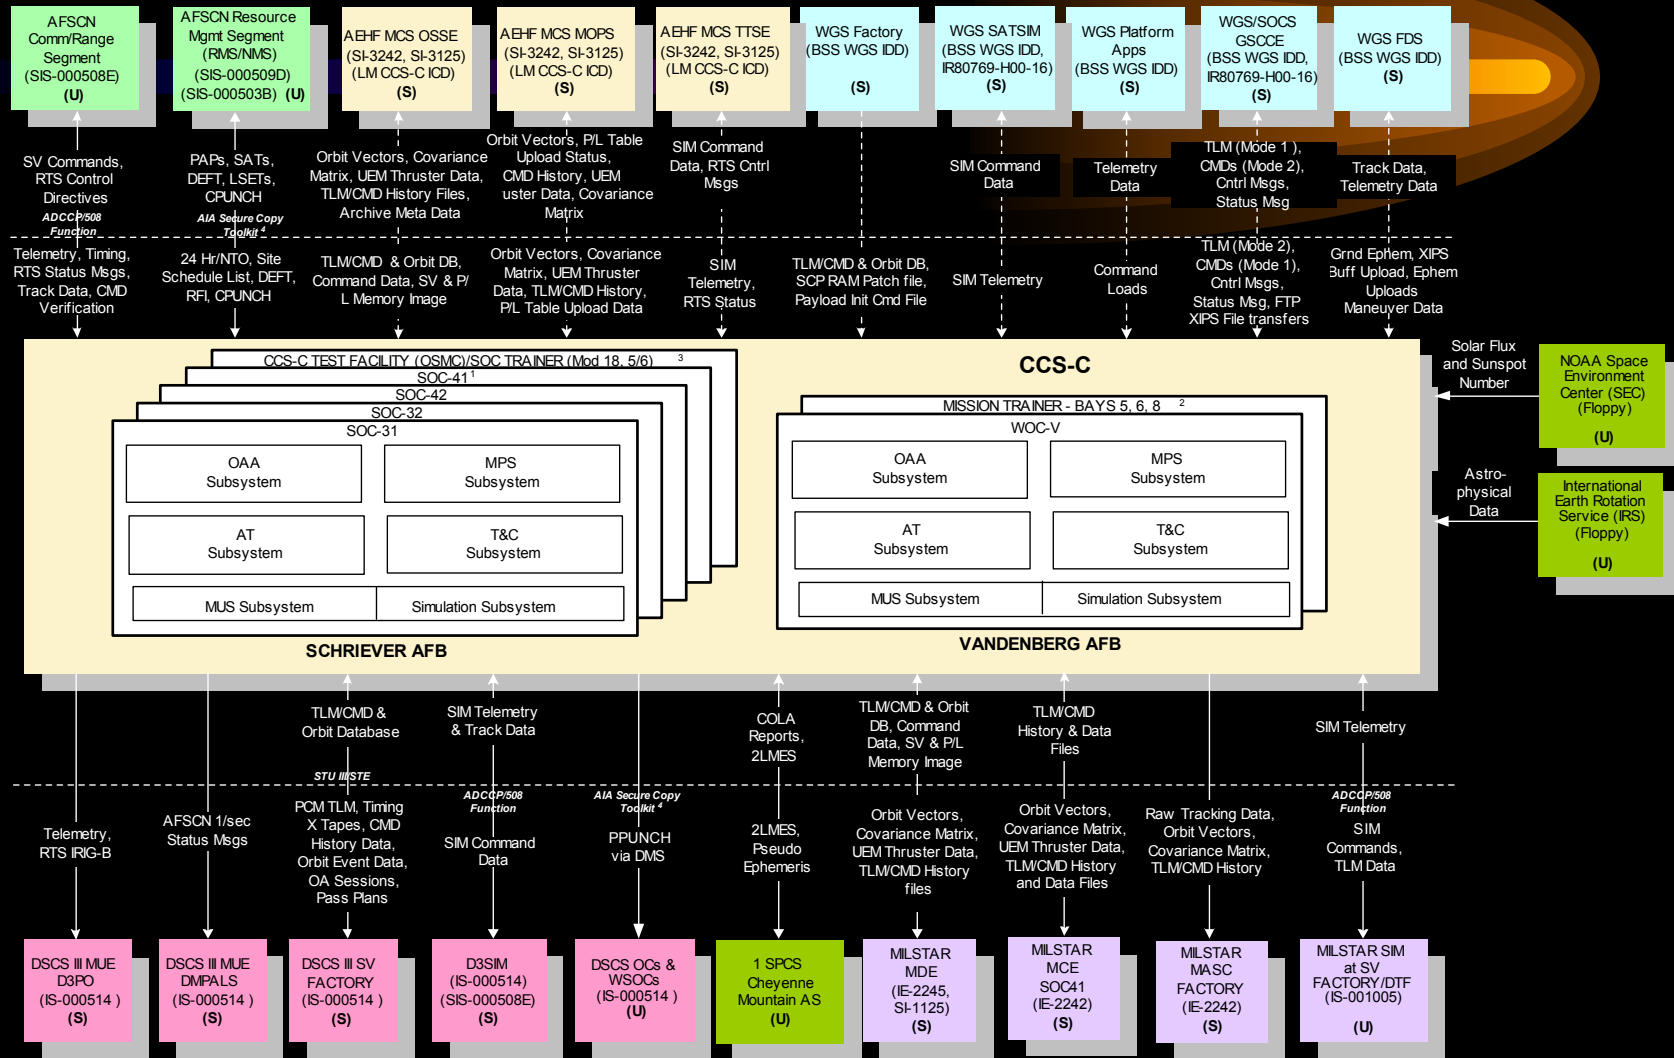 AFSCN
Comm/Range
Segment
(SIS-000508E)
(U)
AFSCN Resource
Mgmt Segment
(RMS/NMS)
(SIS-000509D)
(SIS-000503B) (U)
AEHF MCS OSSE
(SI-3242, SI-3125)
(LM CCS-C ICD)
(S)
AEHF MCS MOPS
(SI-3242, SI-3125)
(LM CCS-C ICD)
(S)
AEHF MCS TTSE
(SI-3242, SI-3125)
(LM CCS-C ICD)
(S)
WGS Factory
(BSS WGS IDD)
(S)
WGS SATSIM
(BSS WGS IDD,
IR80769-H00-16)
(S)
WGS Platform
Apps
(BSS WGS IDD)
(S)
WGS/SOCS
GSCCE
(BSS WGS IDD,
IR80769-H00-16)
(S)
WGS FDS
(BSS WGS IDD)
(S)
SV Commands,
RTS Control
Directives
ADCCP/508
Function
PAPs, SATs,
DEFT, LSETs,
CPUNCH
AIA Secure Copy
Toolkit 4
Orbit Vectors, Covariance
Matrix, UEM Thruster Data,
TLM/CMD History Files,
Archive Meta Data
Orbit Vectors, P/L Table
Upload Status,
CMD History, UEM
uster Data, Covariance
Matrix
SIM Command
Data, RTS Cntrl
Msgs
SIM Command
Data
Telemetry
Data
TLM (Mode 1 ),
CMDs (Mode 2),
Cntrl Msgs,
Status Msg
Track Data,
Telemetry Data
Telemetry, Timing,
RTS Status Msgs,
Track Data, CMD
Verification
24 Hr/NTO, Site
Schedule List, DEFT,
RFI, CPUNCH
TLM/CMD & Orbit DB,
Command Data, SV & P/
L Memory Image
Orbit Vectors, Covariance
Matrix, UEM Thruster
Data, TLM/CMD History,
P/L Table Upload Data
SIM
Telemetry,
RTS Status
TLM/CMD & Orbit DB,
SCP RAM Patch file,
Payload Init Cmd File
SIM Telemetry
Command
Loads
TLM (Mode 2),
CMDs (Mode 1),
Cntrl Msgs,
Status Msg, FTP
XIPS File transfers
Grnd Ephem, XIPS
Buff Upload, Ephem
Uploads
Maneuver Data
CCS-C
CCS-C TEST FACILITY (OSMC)/SOC TRAINER (Mod 18, 5/6) 3
SOC-41 1
SOC-42
SOC-32
SOC-31
OAA
Subsystem
MPS
Subsystem
AT
Subsystem
T&C
Subsystem
MUS Subsystem
Simulation Subsystem
SCHRIEVER AFB
MISSION TRAINER - BAYS 5, 6, 8 2
WOC-V
OAA
Subsystem
MPS
Subsystem
AT
Subsystem
T&C
Subsystem
MUS Subsystem
Simulation Subsystem
VANDENBERG AFB
Solar Flux
and Sunspot
Number
NOAA Space
Environment
Center (SEC)
(Floppy)
(U)
Astro-
physical
Data
International
Earth Rotation
Service (IRS)
(Floppy)
(U)
TLM/CMD &
Orbit Database
STU III/STE
SIM Telemetry
& Track Data
COLA
Reports,
2LMES
TLM/CMD & Orbit
DB, Command
Data, SV & P/L
Memory Image
TLM/CMD
History & Data
Files
SIM Telemetry
Telemetry,
RTS IRIG-B
AFSCN 1/sec
Status Msgs
PCM TLM, Timing
X Tapes, CMD
History Data,
Orbit Event Data,
OA Sessions,
Pass Plans
ADCCP/508
Function
SIM Command
Data
AIA Secure Copy
Toolkit 4
PPUNCH
via DMS
2LMES,
Pseudo
Ephemeris
Orbit Vectors,
Covariance Matrix,
UEM Thruster Data,
TLM/CMD History
files
Orbit Vectors,
Covariance Matrix,
UEM Thruster Data,
TLM/CMD History
and Data Files
Raw Tracking Data,
Orbit Vectors,
Covariance Matrix,
TLM/CMD History
ADCCP/508
Function
SIM
Commands,
TLM Data
DSCS III MUE
D3PO
(IS-000514 )
(S)
DSCS III MUE
DMPALS
(IS-000514 )
(S)
DSCS III SV
FACTORY
(IS-000514 )
(S)
D3SIM
(IS-000514)
(SIS-000508E)
(S)
DSCS OCs &
WSOCs
(IS-000514 )
(U)
1 SPCS
Cheyenne
Mountain AS
(U)
MILSTAR
MDE
(IE-2245,
SI-1125)
(S)
MILSTAR
MCE
SOC41
(IE-2242)
(S)
MILSTAR
MASC
FACTORY
(IE-2242)
(S)
MILSTAR SIM
at SV
FACTORY/DTF
(IS-001005)
(U)